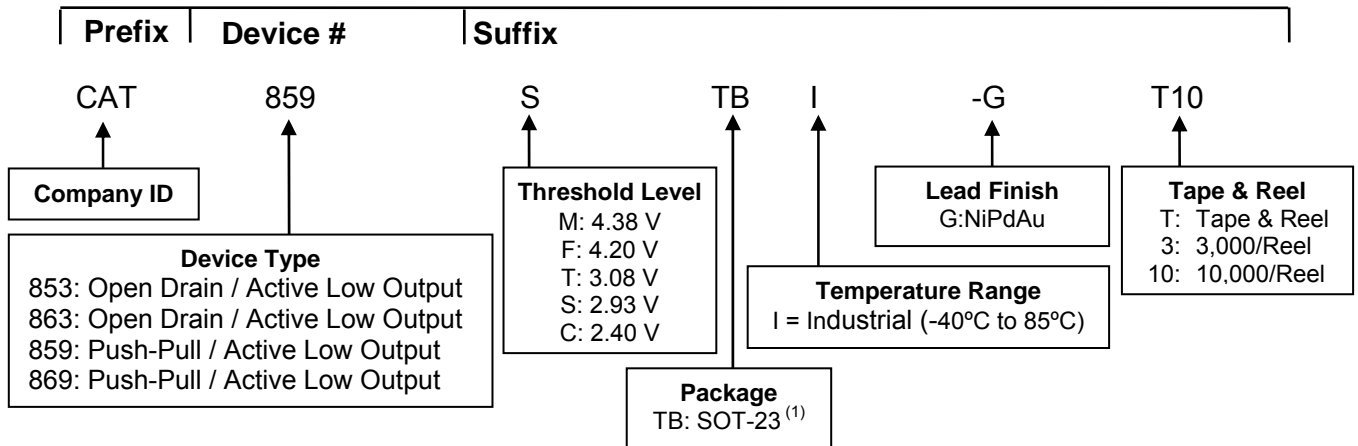 Prefix Device # Suffix
CAT 859 S TB I -G T10
Company ID
Device Type
853: Open Drain / Active Low Output
863: Open Drain / Active Low Output
859: Push-Pull / Active Low Output
869: Push-Pull / Active Low Output
Threshold Level
M: 4.38 V
F: 4.20 V
T: 3.08 V
S: 2.93 V
C: 2.40 V
Package
TB: SOT-23 (1)
Temperature Range
I = Industrial (-40ºC to 85ºC)
Lead Finish
G:NiPdAu
Tape & Reel
T: Tape & Reel
3: 3,000/Reel
10: 10,000/Reel